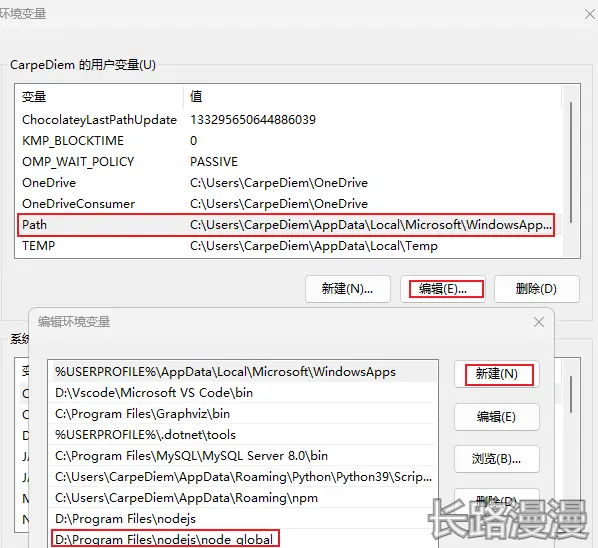 环境变量
CarpeDiem 的用户变量(U)
变量 值
ChocolateyLastPathUpdate 133295650644886039
KMP_BLOCKTIME 0
OMP_WAIT_POLICY PASSIVE
OneDrive C:\Users\CarpeDiem\OneDrive
OneDriveConsumer C:\Users\CarpeDiem\OneDrive
Path C:\Users\CarpeDiem\AppData\Local\Microsoft\WindowsApp...
TEMP C:\Users\CarpeDiem\AppData\Local\Temp
新建(N)... 编辑(E)... 删除(D)
编辑环境变量
%USERPROFILE%\AppData\Local\Microsoft\WindowsApps
D:\Vscode\Microsoft VS Code\bin
C:\Program Files\Graphviz\bin
%USERPROFILE%\.dotnet\tools
C:\Program Files\MySQL\MySQL Server 8.0\bin
C:\Users\CarpeDiem\AppData\Roaming\Python\Python39\Scrip...
C:\Users\CarpeDiem\AppData\Roaming\npm
D:\Program Files\nodejs
D:\Program Files\nodejs\node_global
新建(N)
编辑(E)
浏览(B)...
删除(D)
长路漫漫